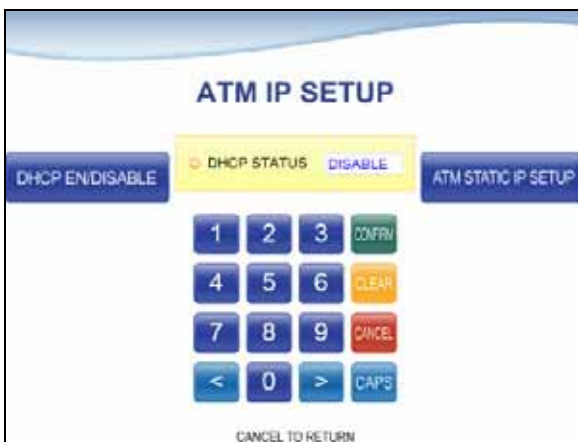 ATM IP SETUP
DHCP EN/DISABLE
DHCP STATUS DISABLE
ATM STATIC IP SETUP
1 2 3 CONFIRM
4 5 6 CLEAR
7 8 9 CANCEL
< 0 > CAPS
CANCEL TO RETURN